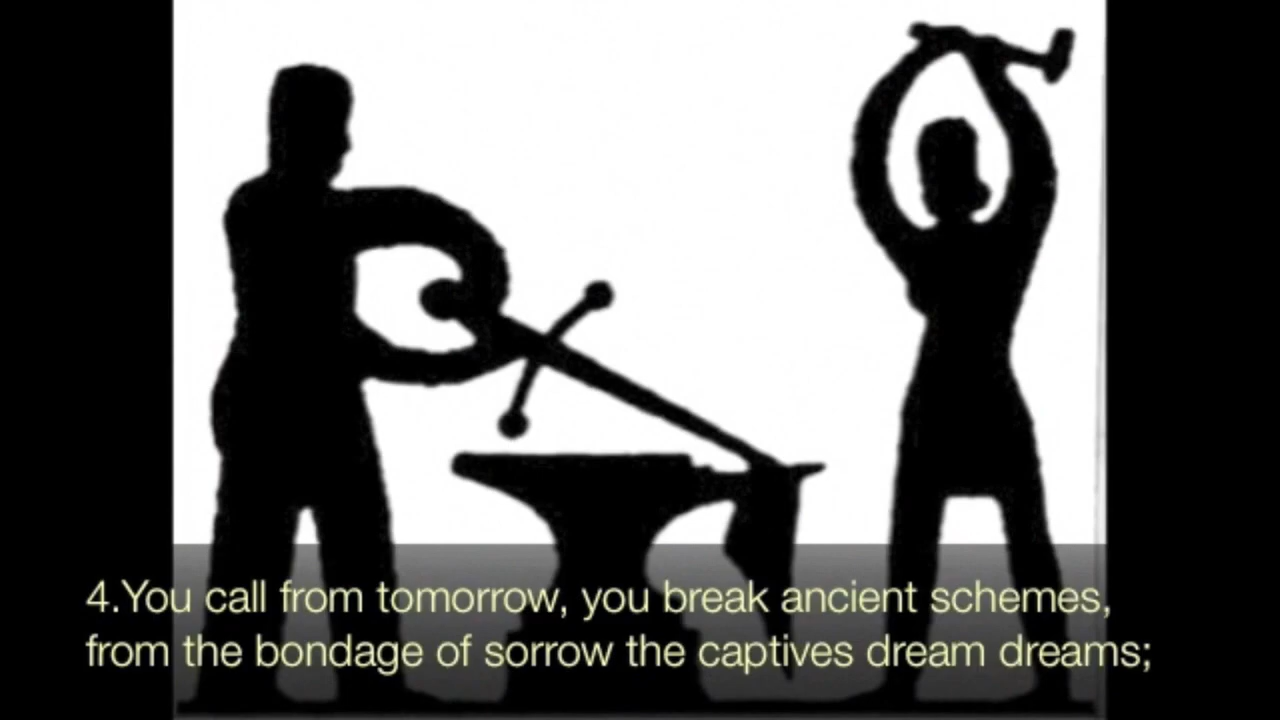 4.You call from tomorrow, you break ancient schemes,
from the bondage of sorrow the captives dream dreams;